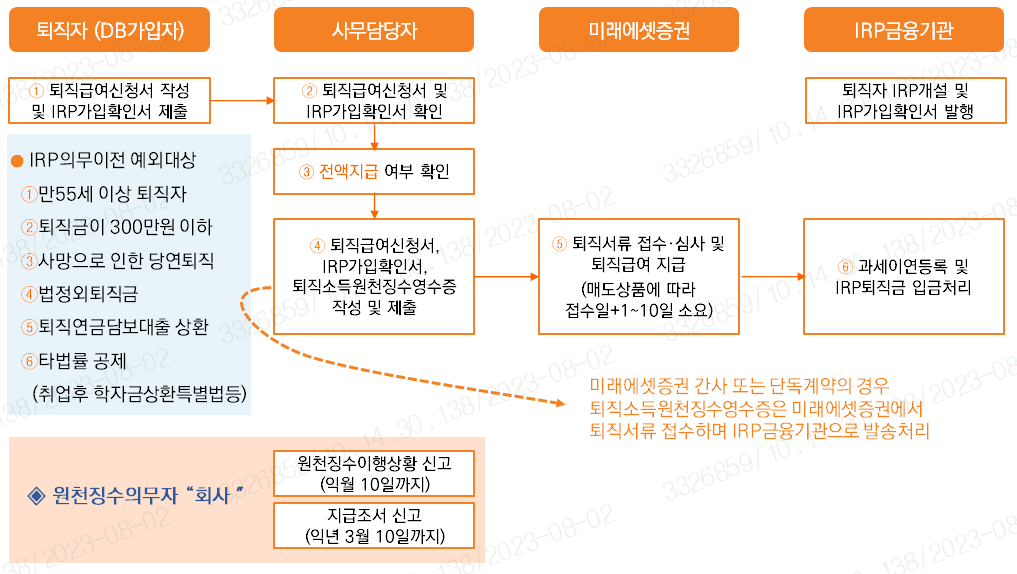 퇴직자 (DB가입자)
사무담당자
미래에셋증권
IRP금융기관
① 퇴직급여신청서 작성
및 IRP가입확인서 제출
② 퇴직급여신청서 및
IRP가입확인서 확인
퇴직자 IRP개설 및
IRP가입확인서 발행
● IRP의무이전 예외대상
①만55세 이상 퇴직자
②퇴직금이 300만원 이하
③사망으로 인한 당연퇴직
④법정외퇴직금
⑤퇴직연금담보대출 상환
⑥타법률 공제
(취업후 학자금상환특별법등)
③ 전액지급 여부 확인
④ 퇴직급여신청서,
IRP가입확인서,
퇴직소득원천징수영수증
작성 및 제출
⑤ 퇴직서류 접수·심사 및
퇴직급여 지급
(매도상품에 따라
접수일+1~10일 소요)
⑥ 과세이연등록 및
IRP퇴직금 입금처리
미래에셋증권 간사 또는 단독계약의 경우
퇴직소득원천징수영수증은 미래에셋증권에서
퇴직서류 접수하며 IRP금융기관으로 발송처리
◈ 원천징수의무자 “회사 ”
원천징수이행상황 신고
(익월 10일까지)
지급조서 신고
(익년 3월 10일까지)
3326859/10.14.30.138/2023-08-02